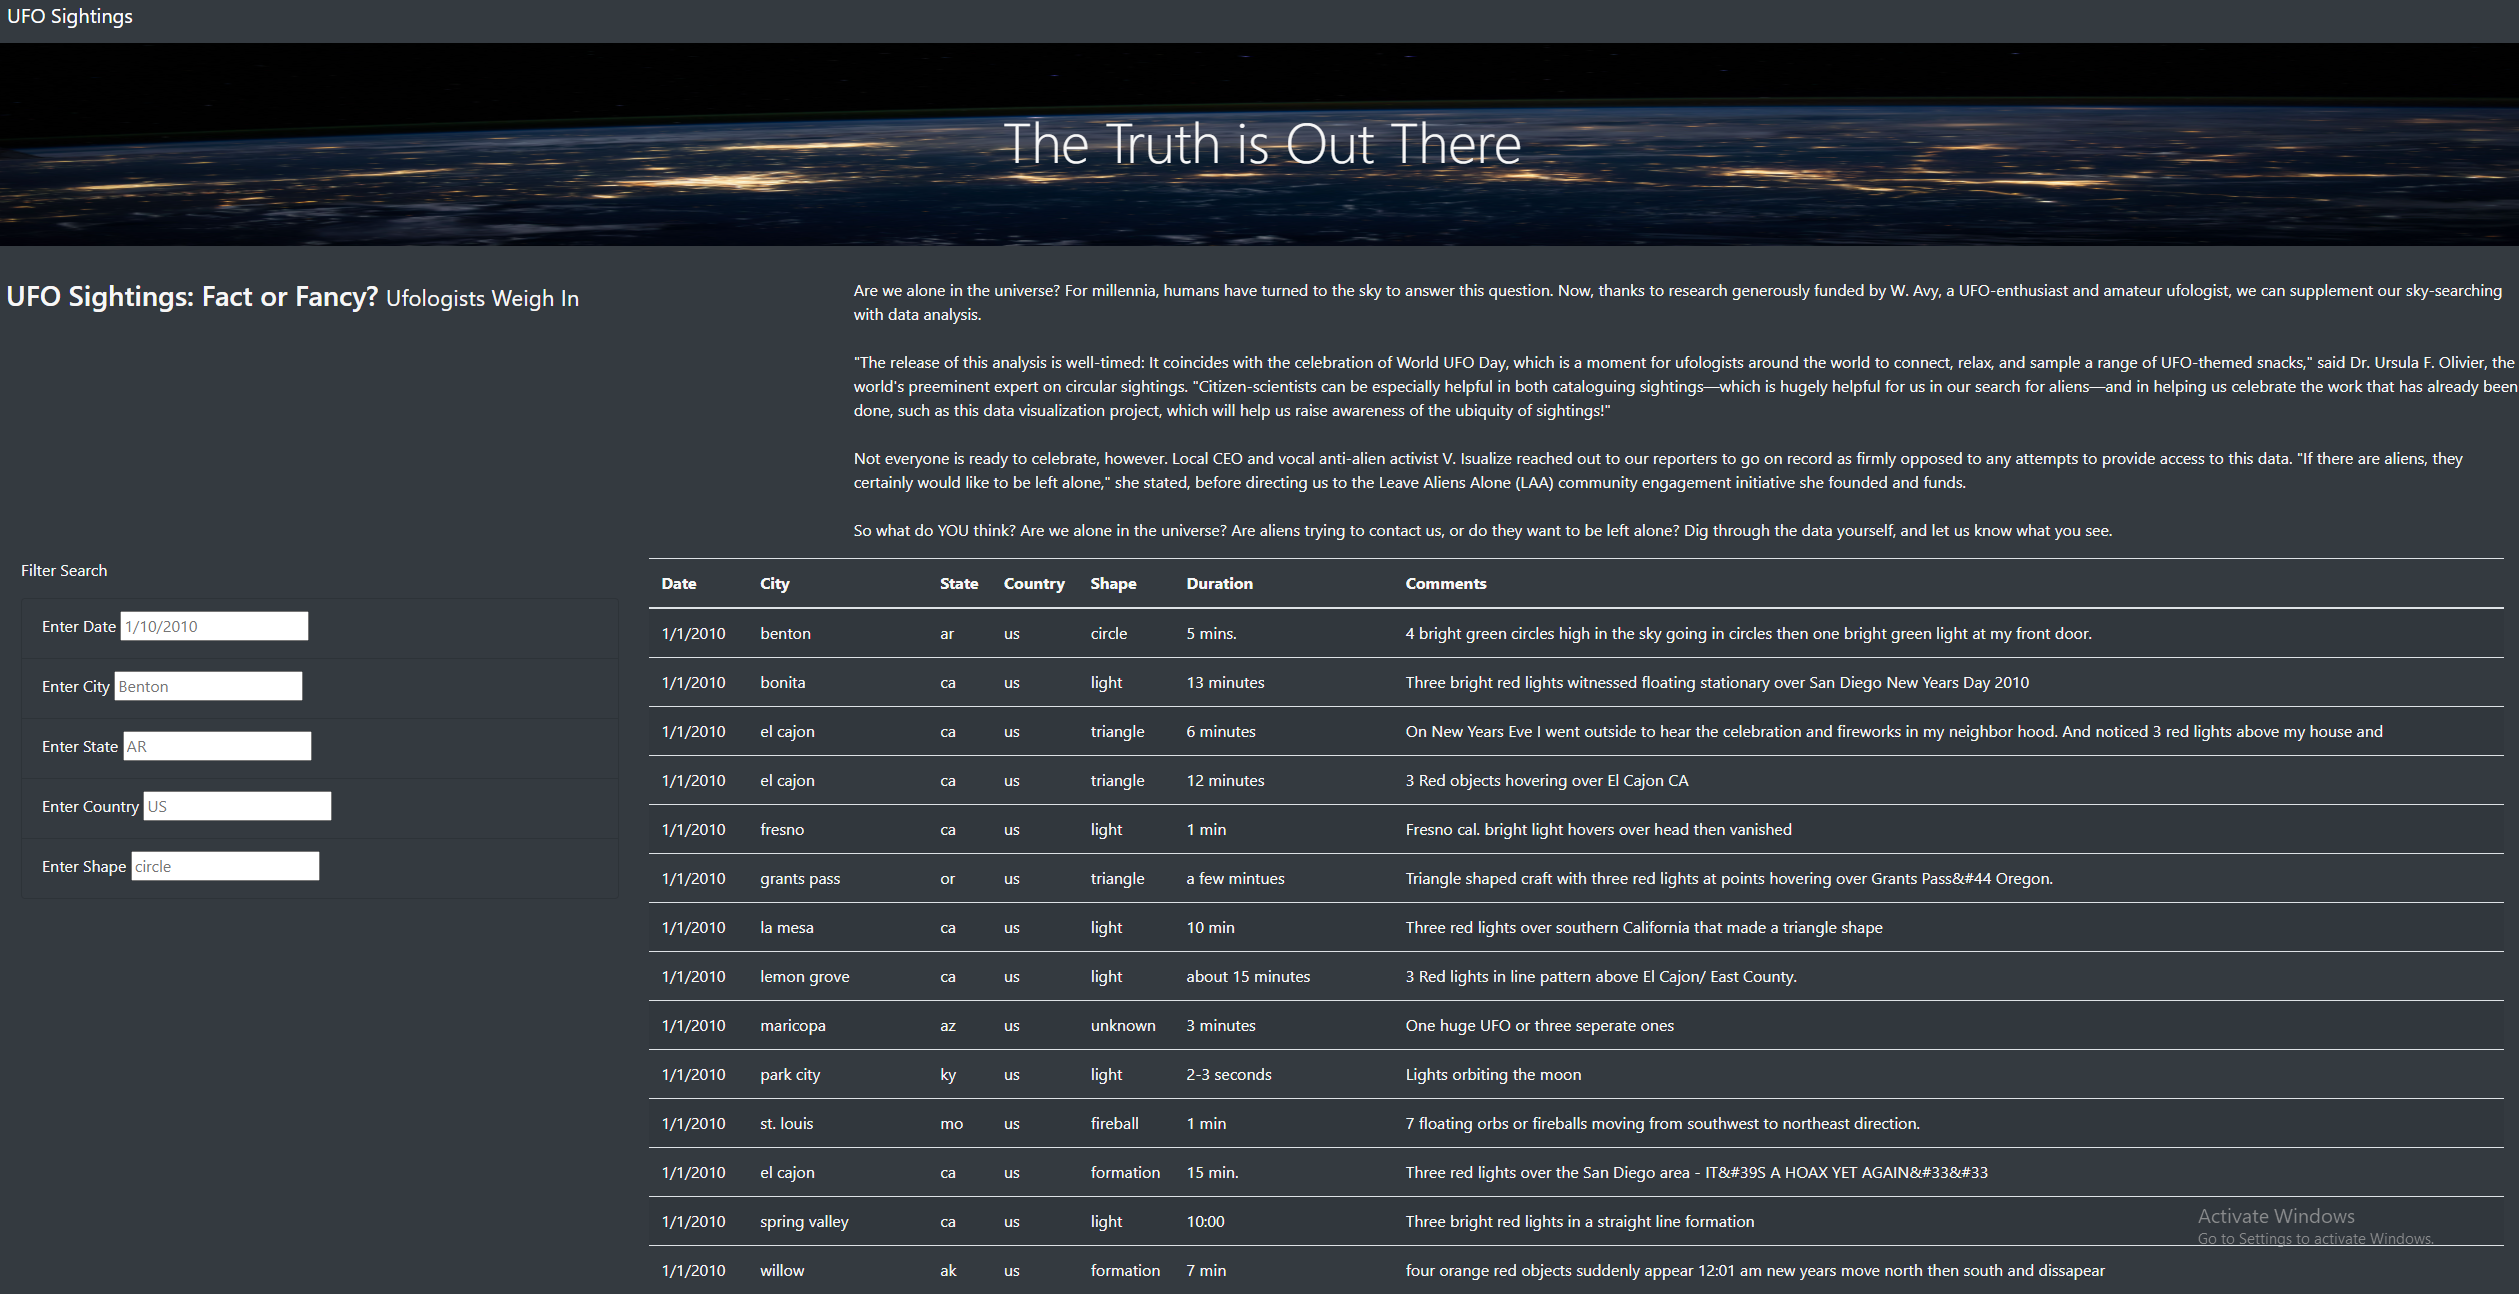 UFO Sightings
The Truth is Out There
UFO Sightings: Fact or Fancy? Ufologists Weigh In
Are we alone in the universe? For millennia, humans have turned to the sky to answer this question. Now, thanks to research generously funded by W. Avy, a UFO-enthusiast and amateur ufologist, we can supplement our sky-searching
with data analysis.
"The release of this analysis is well-timed: It coincides with the celebration of World UFO Day, which is a moment for ufologists around the world to connect, relax, and sample a range of UFO-themed snacks," said Dr. Ursula F. Olivier, the
world's preeminent expert on circular sightings. "Citizen-scientists can be especially helpful in both cataloguing sightings—which is hugely helpful for us in our search for aliens—and in helping us celebrate the work that has already been
done, such as this data visualization project, which will help us raise awareness of the ubiquity of sightings!"
Not everyone is ready to celebrate, however. Local CEO and vocal anti-alien activist V. Isualize reached out to our reporters to go on record as firmly opposed to any attempts to provide access to this data. "If there are aliens, they
certainly would like to be left alone," she stated, before directing us to the Leave Aliens Alone (LAA) community engagement initiative she founded and funds.
So what do YOU think? Are we alone in the universe? Are aliens trying to contact us, or do they want to be left alone? Dig through the data yourself, and let us know what you see.
Filter Search
Enter Date 1/10/2010
Enter City Benton
Enter State AR
Enter Country US
Enter Shape circle
Date City State Country Shape Duration Comments
1/1/2010 benton ar us circle 5 mins. 4 bright green circles high in the sky going in circles then one bright green light at my front door.
1/1/2010 bonita ca us light 13 minutes Three bright red lights witnessed floating stationary over San Diego New Years Day 2010
1/1/2010 el cajon ca us triangle 6 minutes On New Years Eve I went outside to hear the celebration and fireworks in my neighbor hood. And noticed 3 red lights above my house and
1/1/2010 el cajon ca us triangle 12 minutes 3 Red objects hovering over El Cajon CA
1/1/2010 fresno ca us light 1 min Fresno cal. bright light hovers over head then vanished
1/1/2010 grants pass or us triangle a few mintues Triangle shaped craft with three red lights at points hovering over Grants Pass&#44 Oregon.
1/1/2010 la mesa ca us light 10 min Three red lights over southern California that made a triangle shape
1/1/2010 lemon grove ca us light about 15 minutes 3 Red lights in line pattern above El Cajon/ East County.
1/1/2010 maricopa az us unknown 3 minutes One huge UFO or three seperate ones
1/1/2010 park city ky us light 2-3 seconds Lights orbiting the moon
1/1/2010 st. louis mo us fireball 1 min 7 floating orbs or fireballs moving from southwest to northeast direction.
1/1/2010 el cajon ca us formation 15 min. Three red lights over the San Diego area - IT&#39S A HOAX YET AGAIN&#33&#33
1/1/2010 spring valley ca us light 10:00 Three bright red lights in a straight line formation
1/1/2010 willow ak us formation 7 min four orange red objects suddenly appear 12:01 am new years move north then south and dissapear
Activate Windows
Go to Settings to activate Windows.